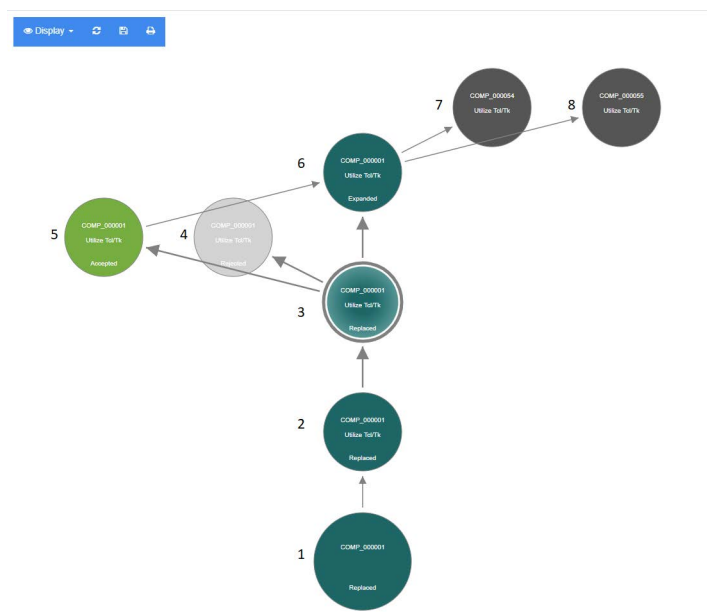 Display
7
COMP_000054
Utilize Tol/Tk
8
COMP_000055
Utilize Tol/Tk
6
COMP_000001
Utilize Tol/Tk
Expanded
5
COMP_000001
Utilize Tol/Tk
Accepted
4
COMP_000001
Utilize Tol/Tk
Rejected
3
COMP_000001
Utilize Tol/Tk
Replaced
2
COMP_000001
Utilize Tol/Tk
Replaced
1
COMP_000001
Replaced